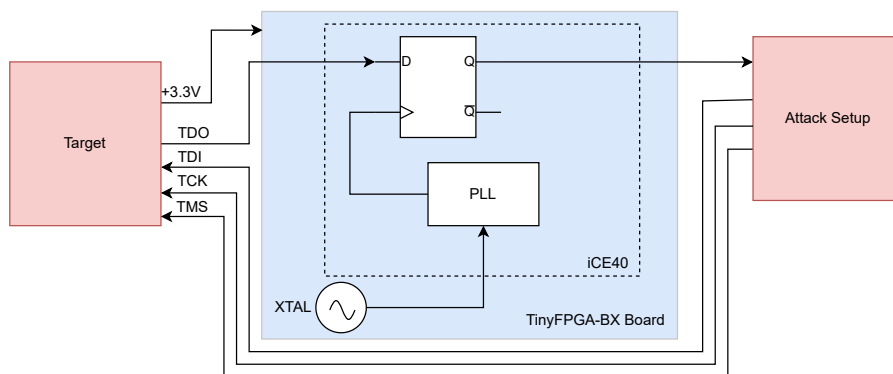 Target
+3.3V
TDO
TDI
TCK
TMS
D
Q
Q
PLL
iCE40
XTAL
TinyFPGA-BX Board
Attack Setup